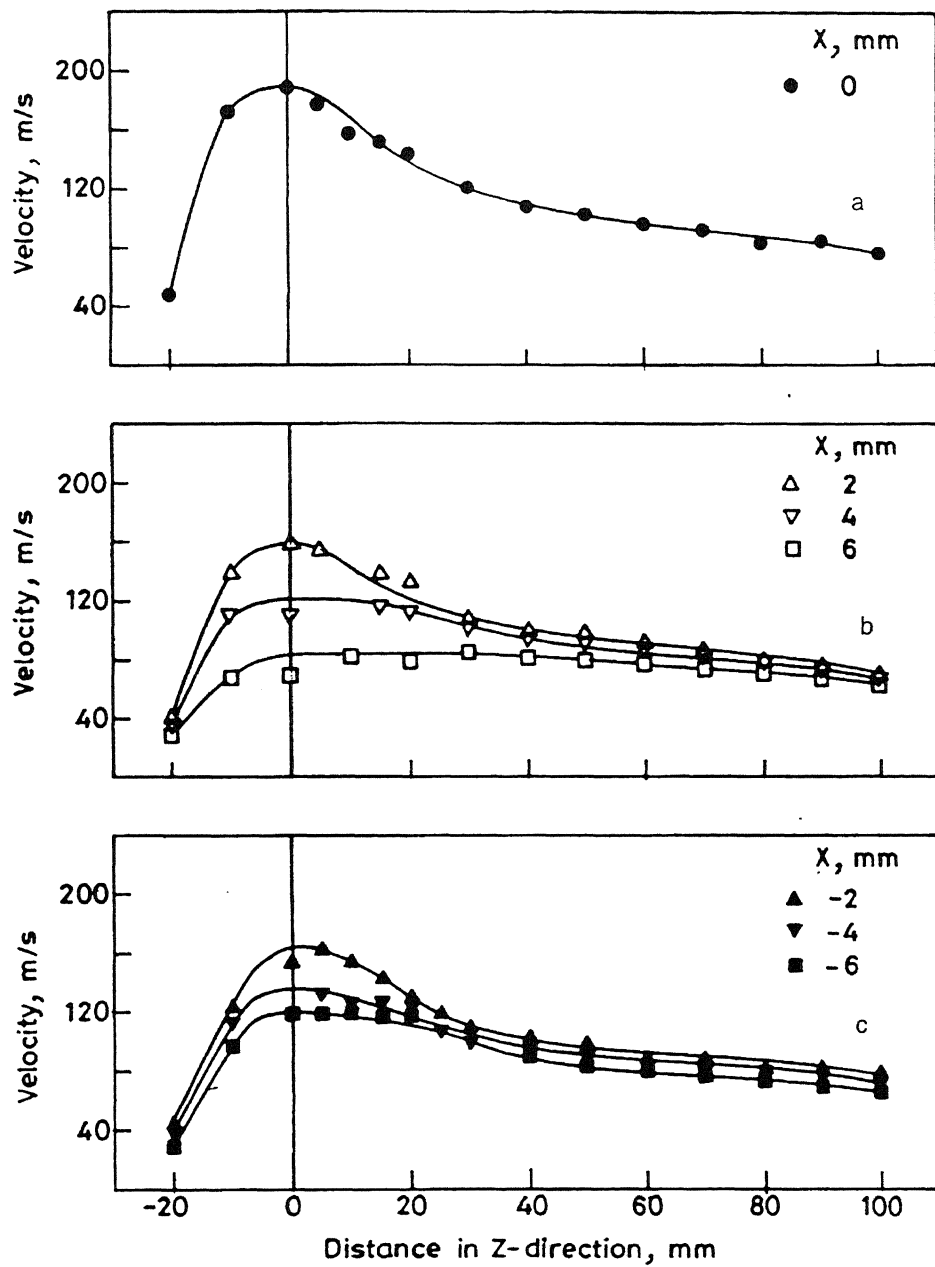 X, mm
200
● 0
Velocity, m/s
120
a
40
X, mm
200
△ 2
▽ 4
□ 6
Velocity, m/s
120
b
40
X, mm
200
▲ -2
▼ -4
■ -6
Velocity, m/s
120
c
40
-20 0 20 40 60 80 100
Distance in Z-direction, mm